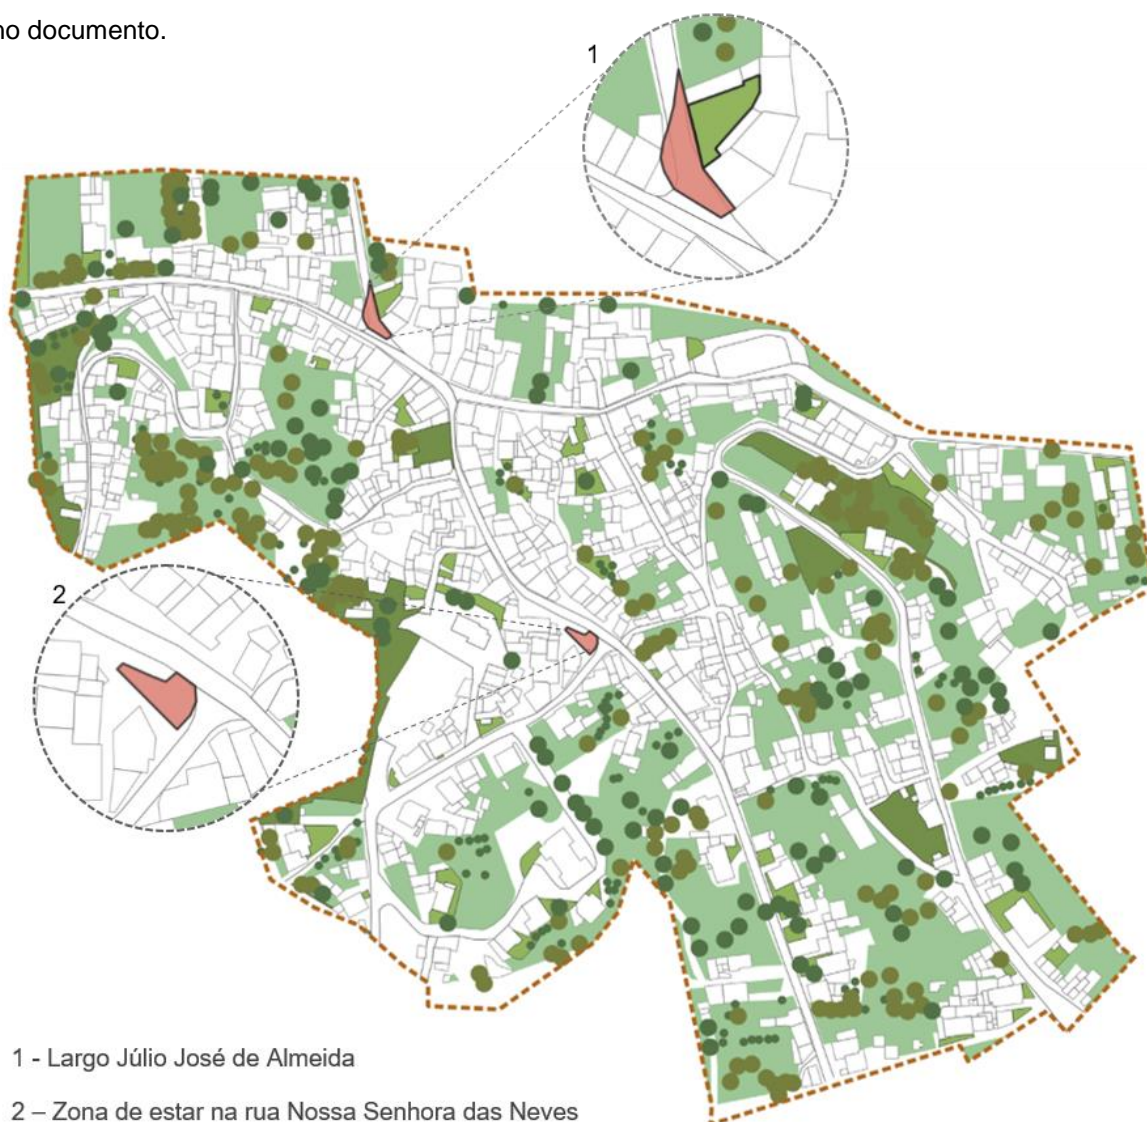 no documento.
1
2
1 - Largo Júlio José de Almeida
2 – Zona de estar na rua Nossa Senhora das Neves